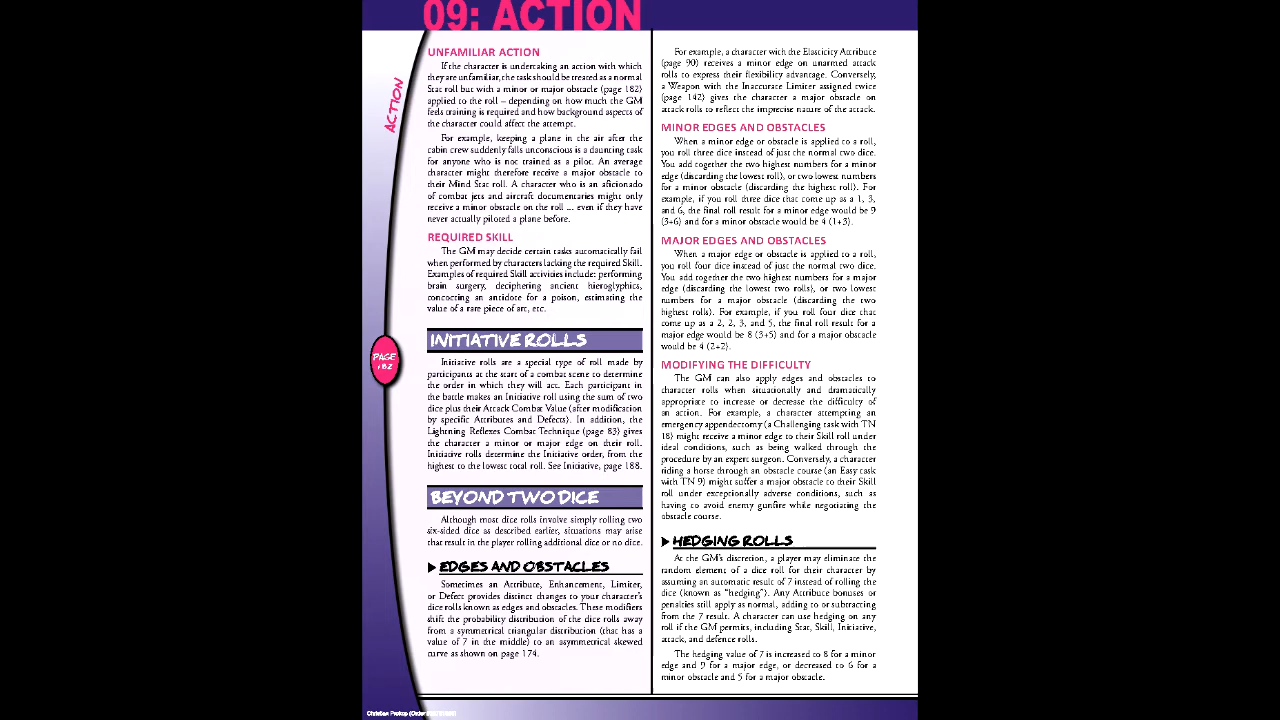 09: ACTION
ACTION
UNFAMILIAR ACTION
If the character is undertaking an action with which
they are unfamiliar, the task should be treated as a normal
Stat roll but with a minor or major obstacle (page 182)
applied to the roll – depending on how much the GM
feels training is required and how background aspects of
the character could affect the attempt.
For example, keeping a plane in the air after the
cabin crew suddenly falls unconscious is a daunting task
for anyone who is not trained as a pilot. An average
character might therefore receive a major obstacle to
their Mind Stat roll. A character who is an aficionado
of combat jets and aircraft documentaries might only
receive a minor obstacle on the roll ... even if they have
never actually piloted a plane before.
REQUIRED SKILL
The GM may decide certain tasks automatically fail
when performed by characters lacking the required Skill.
Examples of required Skill activities include: performing
brain surgery, deciphering ancient hieroglyphics,
concocting an antidote for a poison, estimating the
value of a rare piece of art, etc.
INITIATIVE ROLLS
Initiative rolls are a special type of roll made by
participants at the start of a combat scene to determine
the order in which they will act. Each participant in
the battle makes an Initiative roll using the sum of two
dice plus their Attack Combat Value (after modification
by specific Attributes and Defects). In addition, the
Lightning Reflexes Combat Technique (page 83) gives
the character a minor or major edge on their roll.
Initiative rolls determine the Initiative order, from the
highest to the lowest total roll. See Initiative, page 188.
BEYOND TWO DICE
Although most dice rolls involve simply rolling two
six-sided dice as described earlier, situations may arise
that result in the player rolling additional dice or no dice.
EDGES AND OBSTACLES
Sometimes an Attribute, Enhancement, Limiter,
or Defect provides distinct changes to your character's
dice rolls known as edges and obstacles. These modifiers
shift the probability distribution of the dice rolls away
from a symmetrical triangular distribution (that has a
value of 7 in the middle) to an asymmetrical skewed
curve as shown on page 174.
For example, a character with the Elasticity Attribute
(page 90) receives a minor edge on unarmed attack
rolls to express their flexibility advantage. Conversely,
a Weapon with the Inaccurate Limiter assigned twice
(page 142) gives the character a major obstacle on
attack rolls to reflect the imprecise nature of the attack.
MINOR EDGES AND OBSTACLES
When a minor edge or obstacle is applied to a roll,
you roll three dice instead of just the normal two dice.
You add together the two highest numbers for a minor
edge (discarding the lowest roll), or two lowest numbers
for a minor obstacle (discarding the highest roll). For
example, if you roll three dice that come up as a 1, 3,
and 6, the final roll result for a minor edge would be 9
(3+6) and for a minor obstacle would be 4 (1+3).
MAJOR EDGES AND OBSTACLES
When a major edge or obstacle is applied to a roll,
you roll four dice instead of just the normal two dice.
You add together the two highest numbers for a major
edge (discarding the lowest two rolls), or two lowest
numbers for a major obstacle (discarding the two
highest rolls). For example, if you roll four dice that
come up as a 2, 2, 3, and 5, the final roll result for a
major edge would be 8 (3+5) and for a major obstacle
would be 4 (2+2).
MODIFYING THE DIFFICULTY
The GM can also apply edges and obstacles to
character rolls when situationally and dramatically
appropriate to increase or decrease the difficulty of
an action. For example, a character attempting an
emergency appendectomy (a Challenging task with TN
18) might receive a minor edge to their Skill roll under
ideal conditions, such as being walked through the
procedure by an expert surgeon. Conversely, a character
riding a horse through an obstacle course (an Easy task
with TN 9) might suffer a major obstacle to their Skill
roll under exceptionally adverse conditions, such as
having to avoid enemy gunfire while negotiating the
obstacle course.
HEDGING ROLLS
At the GM's discretion, a player may eliminate the
random element of a dice roll for their character by
assuming an automatic result of 7 instead of rolling the
dice (known as "hedging"). Any Attribute bonuses or
penalties still apply as normal, adding to or subtracting
from the 7 result. A character can use hedging on any
roll if the GM permits, including Stat, Skill, Initiative,
attack, and defence rolls.
The hedging value of 7 is increased to 8 for a minor
edge and 9 for a major edge, or decreased to 6 for a
minor obstacle and 5 for a major obstacle.
PAGE
182
Christian Prokop (Order